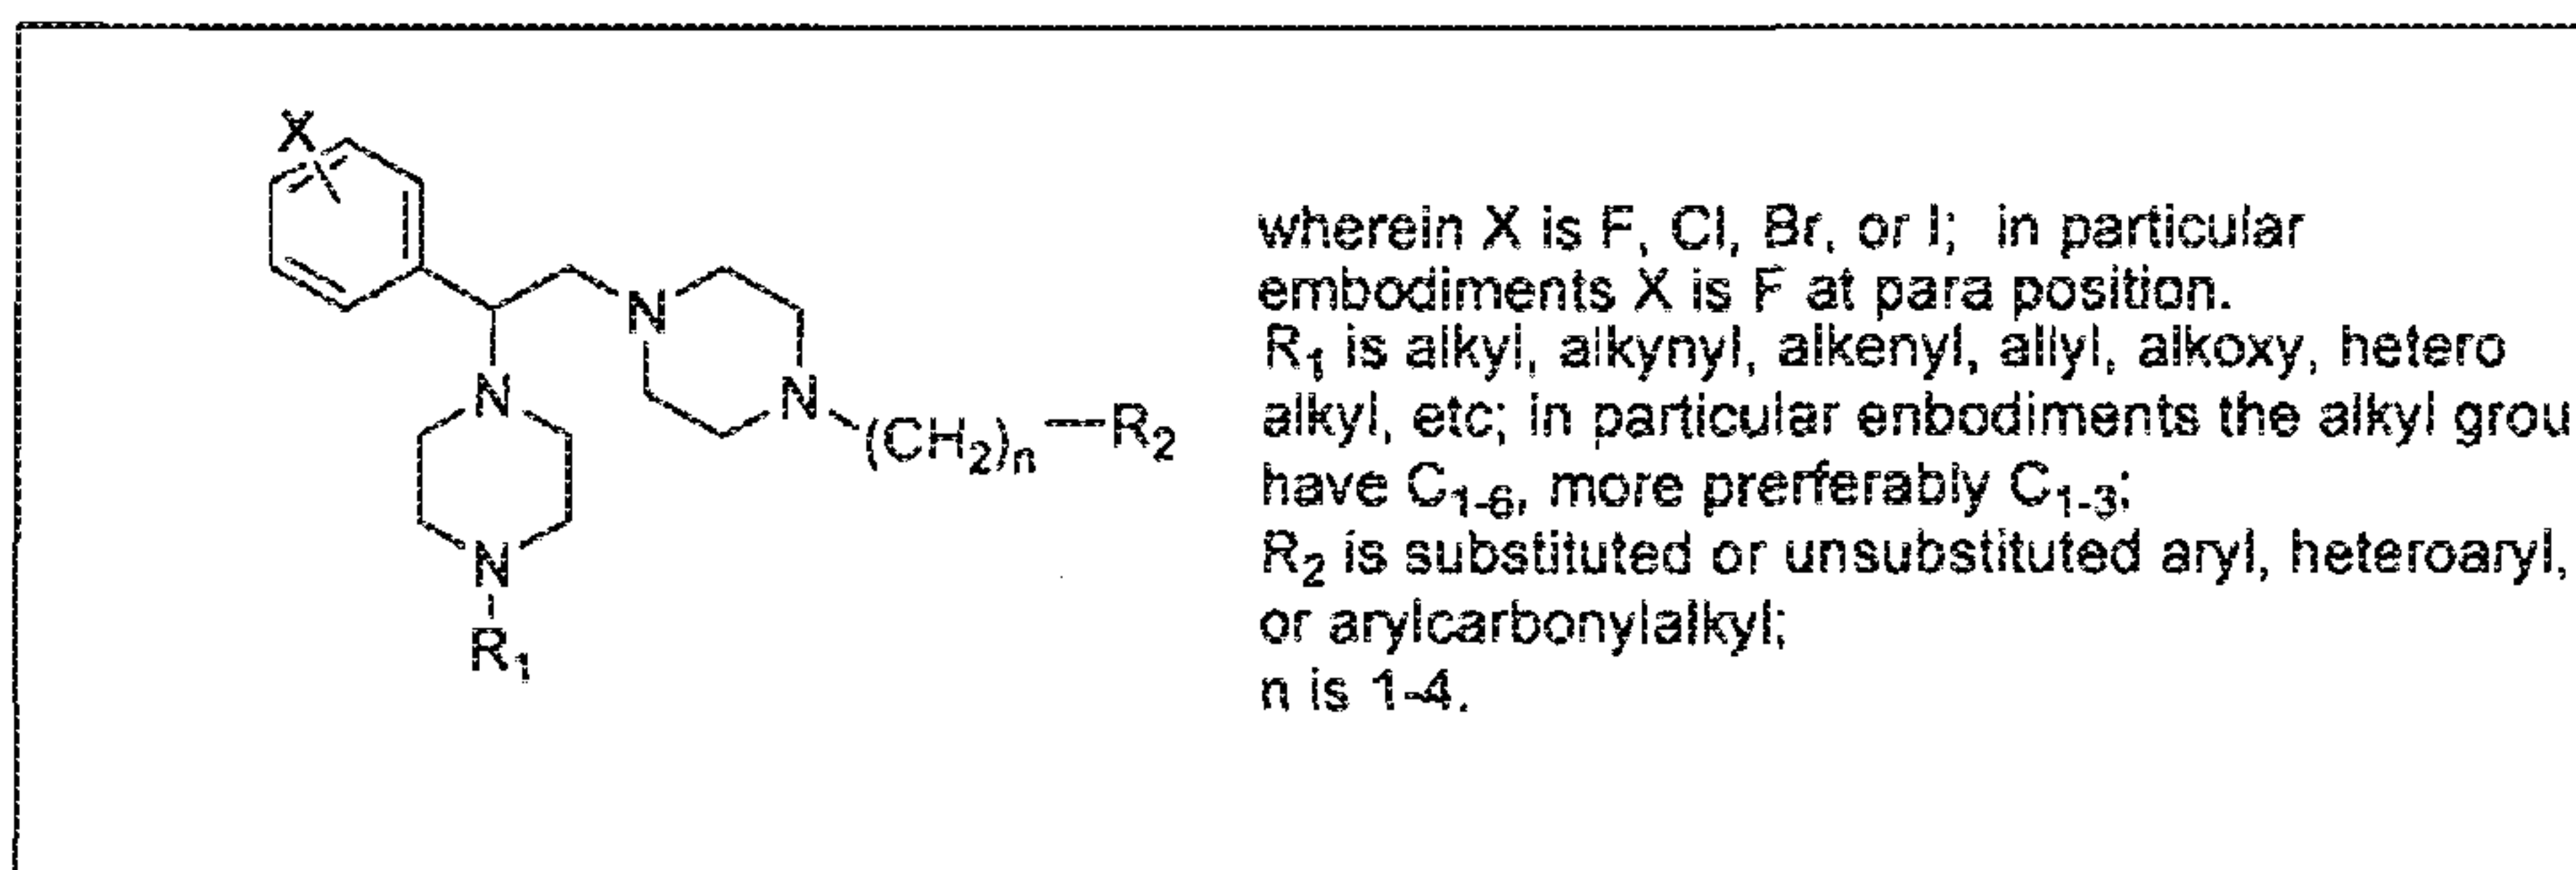 X
N
N
(CH₂)ₙ—R₂
N
N
R₁
wherein X is F, Cl, Br, or I; in particular
embodiments X is F at para position.
R₁ is alkyl, alkynyl, alkenyl, allyl, alkoxy, hetero
alkyl, etc; in particular enbodiments the alkyl grou
have C₁₋₆, more prerferably C₁₋₃;
R₂ is substituted or unsubstituted aryl, heteroaryl,
or arylcarbonylalkyl;
n is 1-4.